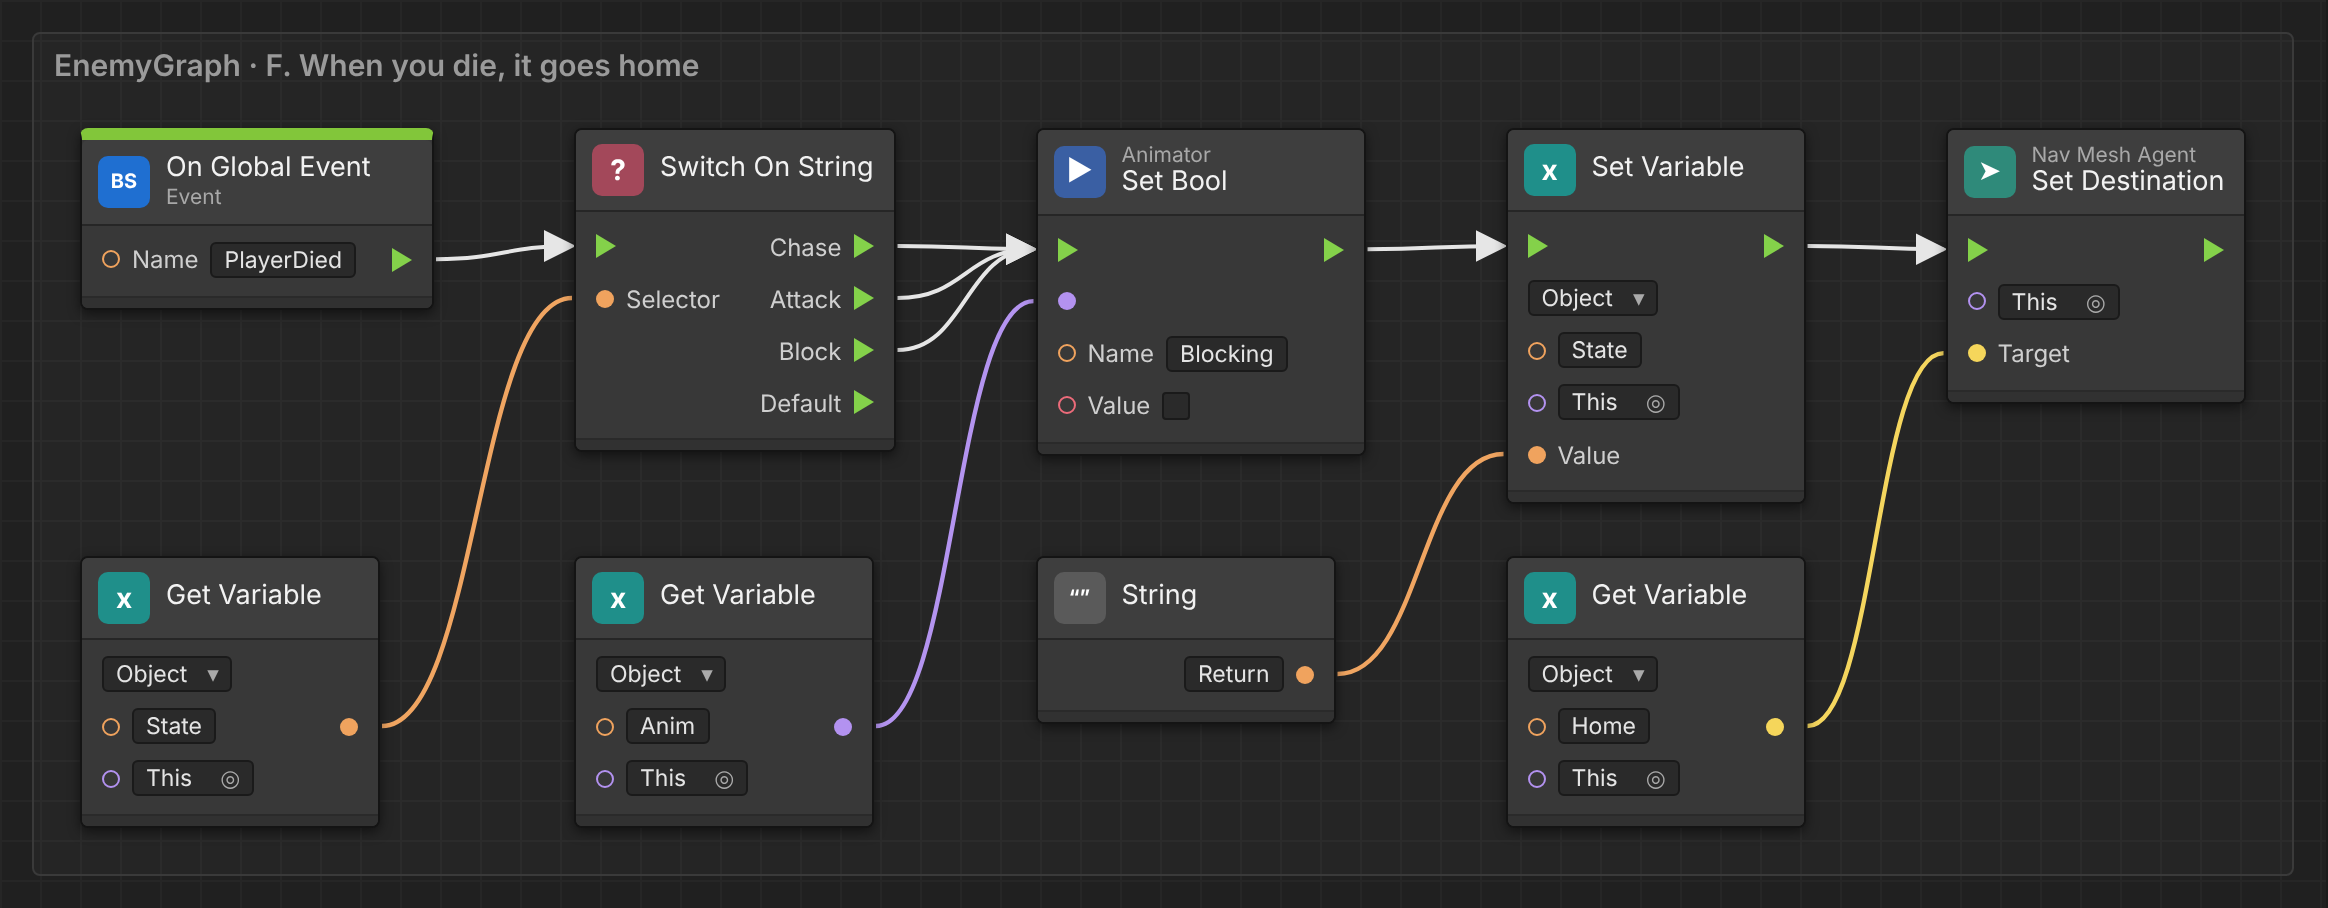 EnemyGraph · F. When you die, it goes home
BS
On Global Event
Event
Name
PlayerDied
?
Switch On String
Chase
Selector
Attack
Block
Default
Animator
Set Bool
Name
Blocking
Value
x
Set Variable
Object
State
This
Value
Nav Mesh Agent
Set Destination
This
Target
x
Get Variable
Object
State
This
x
Get Variable
Object
Anim
This
“”
String
Return
x
Get Variable
Object
Home
This